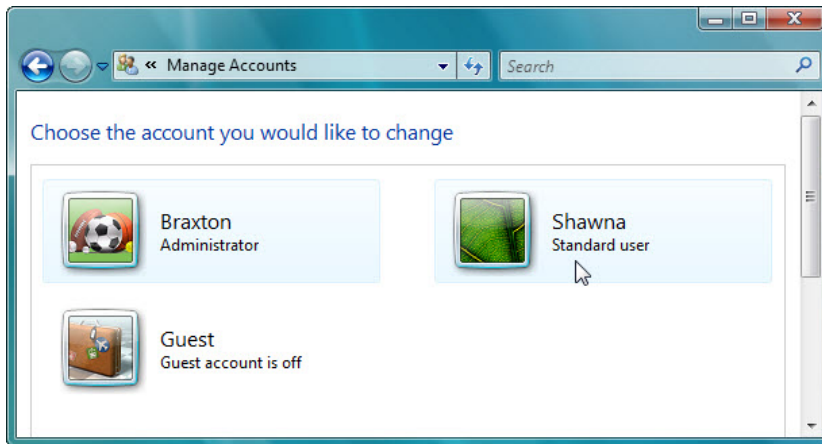 « Manage Accounts
Search
Choose the account you would like to change
Braxton
Administrator
Shawna
Standard user
Guest
Guest account is off